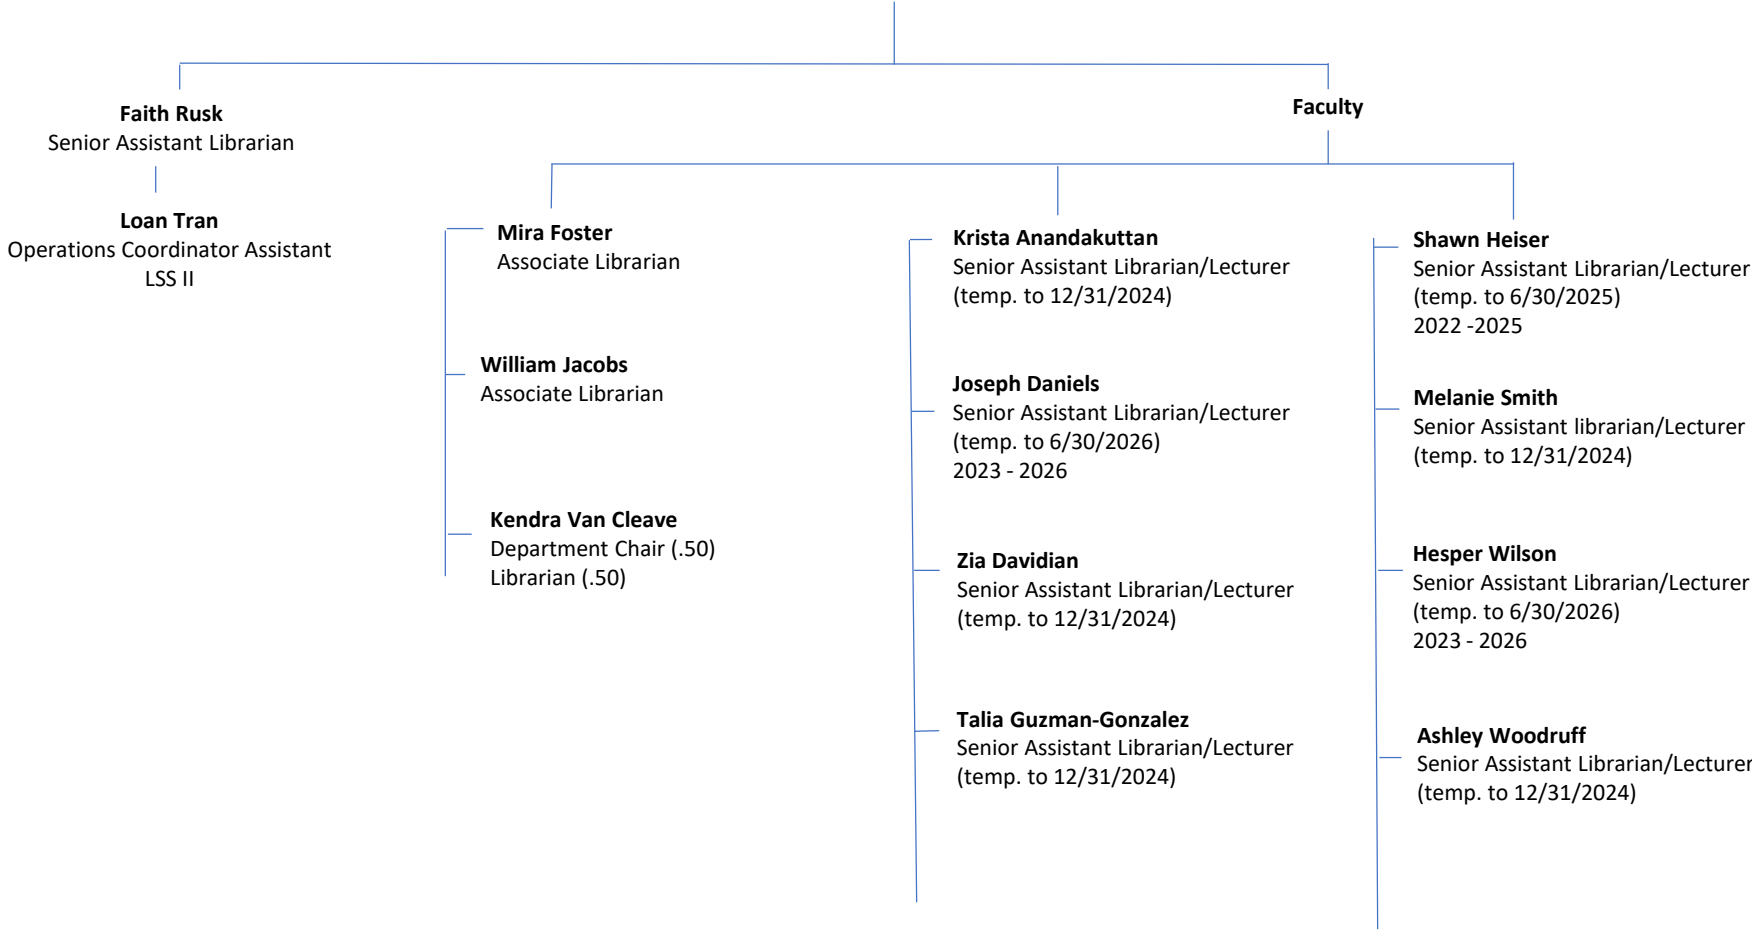 Faith Rusk
Senior Assistant Librarian
Loan Tran
Operations Coordinator Assistant
LSS II
Faculty
Mira Foster
Associate Librarian
William Jacobs
Associate Librarian
Kendra Van Cleave
Department Chair (.50)
Librarian (.50)
Krista Anandakuttan
Senior Assistant Librarian/Lecturer
(temp. to 12/31/2024)
Joseph Daniels
Senior Assistant Librarian/Lecturer
(temp. to 6/30/2026)
2023 - 2026
Zia Davidian
Senior Assistant Librarian/Lecturer
(temp. to 12/31/2024)
Talia Guzman-Gonzalez
Senior Assistant Librarian/Lecturer
(temp. to 12/31/2024)
Shawn Heiser
Senior Assistant Librarian/Lecturer
(temp. to 6/30/2025)
2022 -2025
Melanie Smith
Senior Assistant librarian/Lecturer
(temp. to 12/31/2024)
Hesper Wilson
Senior Assistant Librarian/Lecturer
(temp. to 6/30/2026)
2023 - 2026
Ashley Woodruff
Senior Assistant Librarian/Lecturer
(temp. to 12/31/2024)